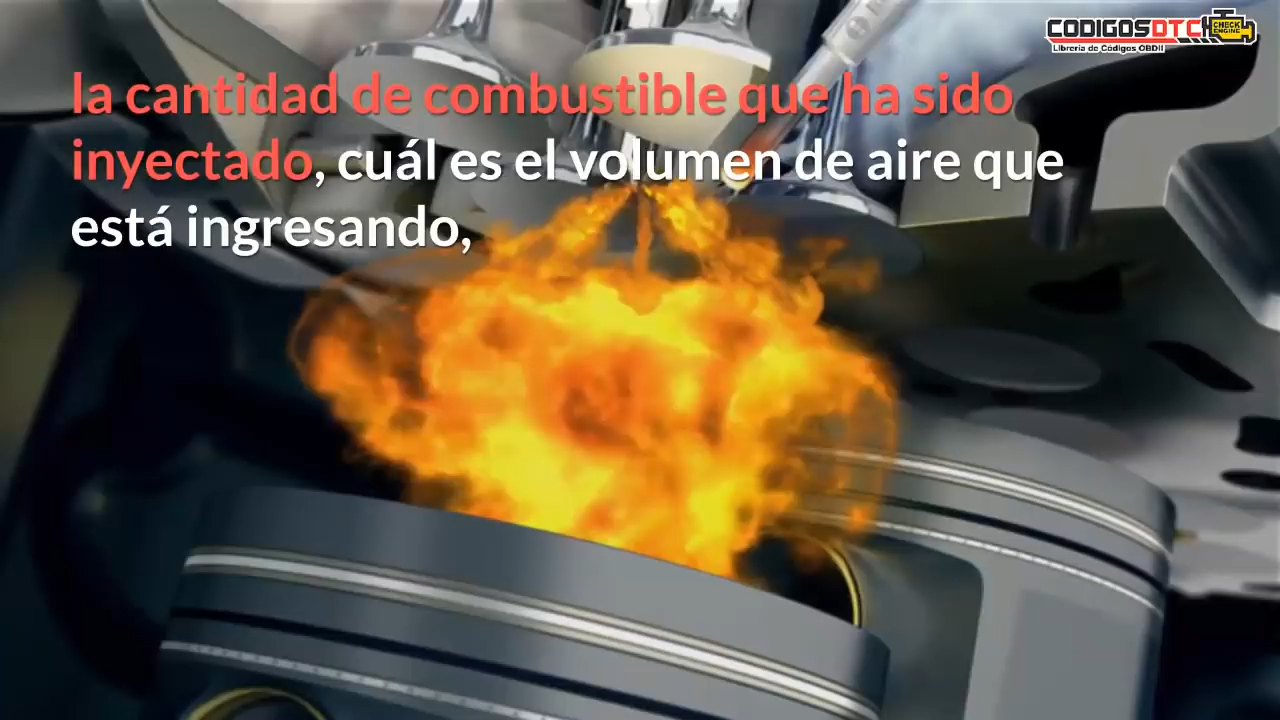 CODIGOSDTC
CHECK
ENGINE
Librería de Códigos OBDII
la cantidad de combustible que ha sido
inyectado, cuál es el volumen de aire que
está ingresando,